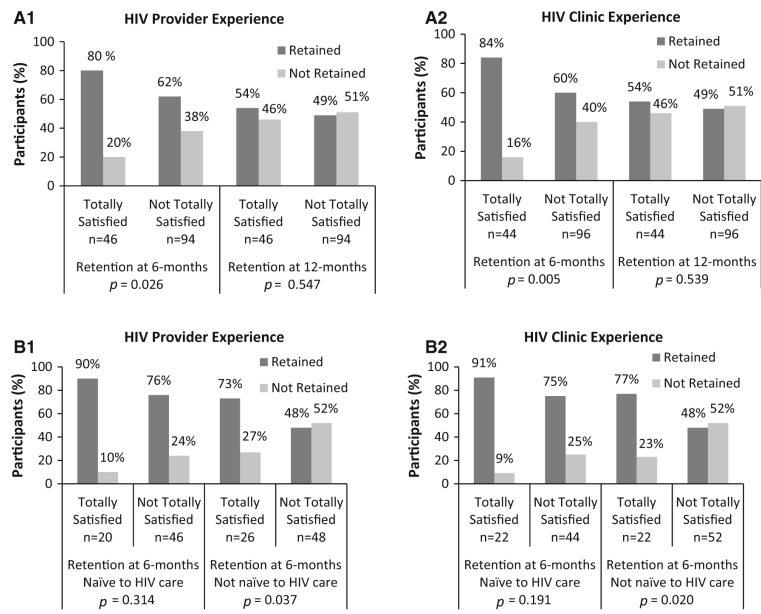 A1
HIV Provider Experience
Participants (%)
100
80
60
40
20
0
Retained
Not Retained
80 %
20%
62%
38%
54%
46%
49%
51%
Totally Satisfied n=46
Not Totally Satisfied n=94
Totally Satisfied n=46
Not Totally Satisfied n=94
Retention at 6-months
p = 0.026
Retention at 12-months
p = 0.547
A2
HIV Clinic Experience
Participants (%)
100
80
60
40
20
0
Retained
Not Retained
84%
16%
60%
40%
54%
46%
49%
51%
Totally Satisfied n=44
Not Totally Satisfied n=96
Totally Satisfied n=44
Not Totally Satisfied n=96
Retention at 6-months
p = 0.005
Retention at 12-months
p = 0.539
B1
HIV Provider Experience
Participants (%)
100
80
60
40
20
0
Retained
Not Retained
90%
10%
76%
24%
73%
27%
48%
52%
Totally Satisfied n=20
Not Totally Satisfied n=46
Totally Satisfied n=26
Not Totally Satisfied n=48
Retention at 6-months
Naïve to HIV care
p = 0.314
Retention at 6-months
Not naïve to HIV care
p = 0.037
B2
HIV Clinic Experience
Participants (%)
100
80
60
40
20
0
Retained
Not Retained
91%
9%
75%
25%
77%
23%
48%
52%
Totally Satisfied n=22
Not Totally Satisfied n=44
Totally Satisfied n=22
Not Totally Satisfied n=52
Retention at 6-months
Naïve to HIV care
p = 0.191
Retention at 6-months
Not naïve to HIV care
p = 0.020